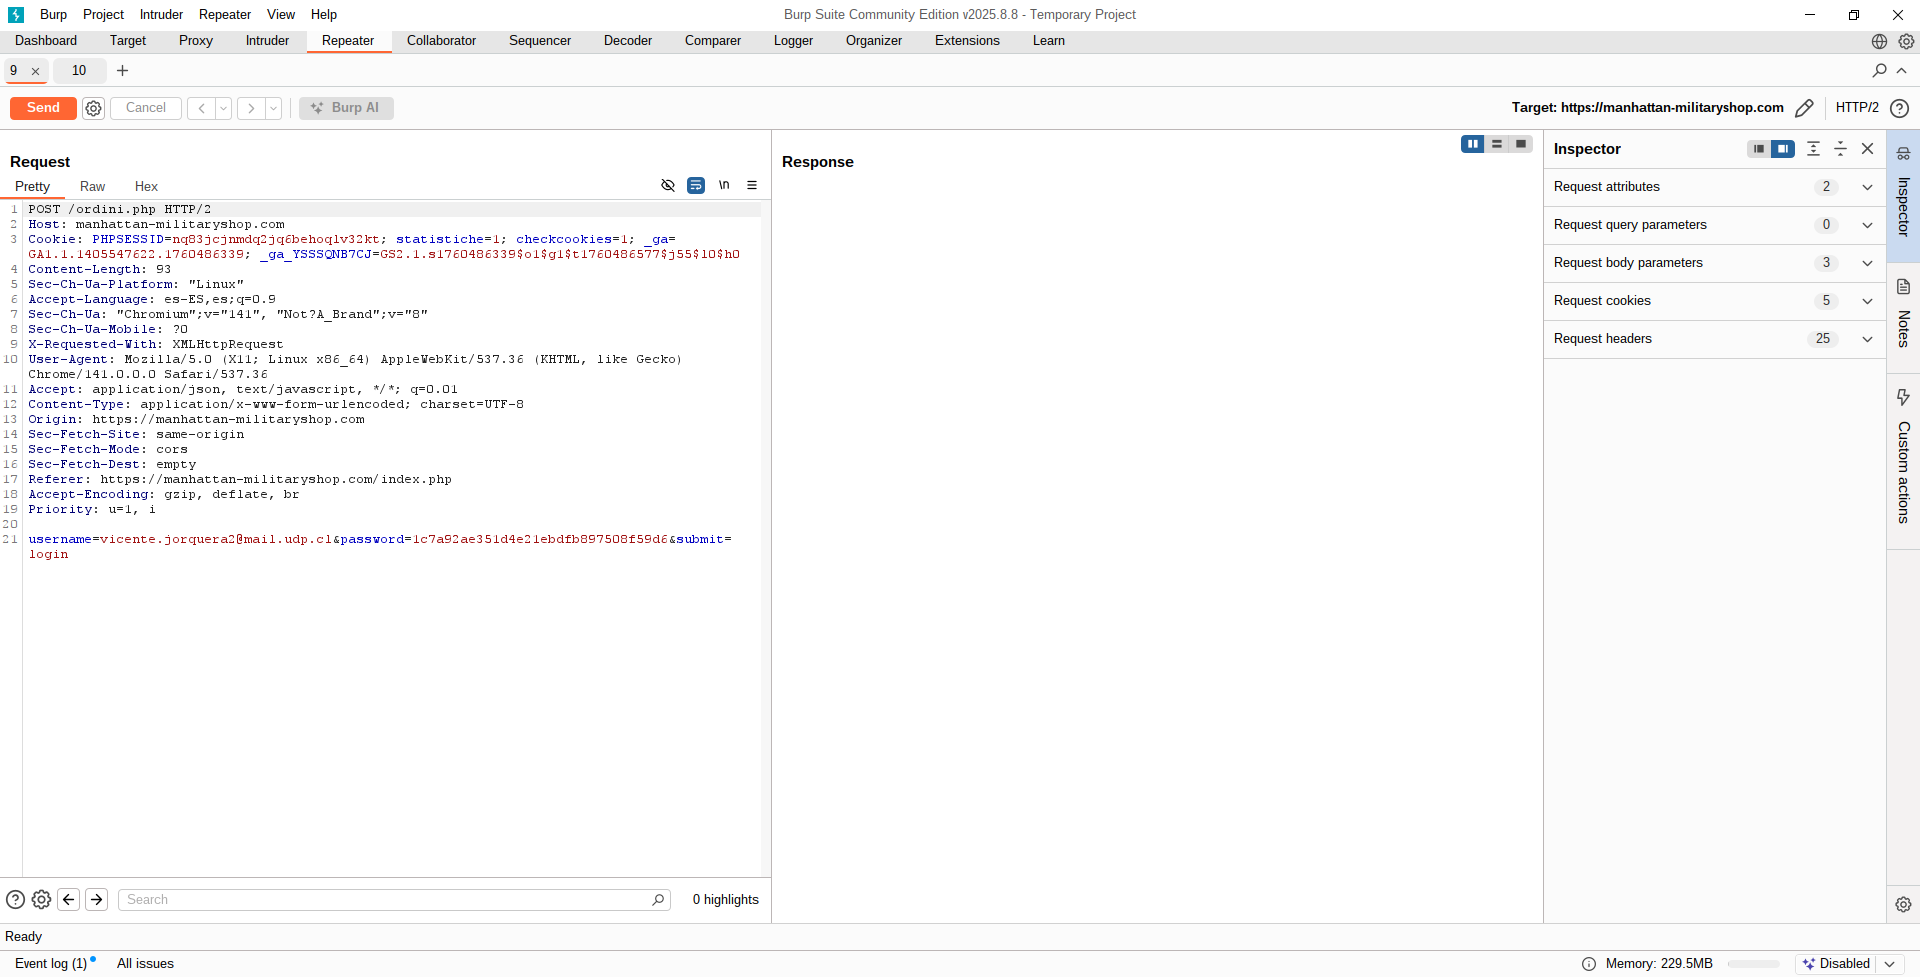 Burp Project Intruder Repeater View Help
Burp Suite Community Edition v2025.8.8 - Temporary Project
Dashboard Target Proxy Intruder Repeater Collaborator Sequencer Decoder Comparer Logger Organizer Extensions Learn
9 × 10 +
Send Cancel Burp AI
Target: https://manhattan-militaryshop.com HTTP/2
Request
Pretty Raw Hex \n
1 POST /ordini.php HTTP/2
2 Host: manhattan-militaryshop.com
3 Cookie: PHPSESSID=nq83jcjnmdq2jq6behoqlv32kt; statistiche=1; checkcookies=1; _ga=
GA1.1.1405547622.1760486339; _ga_YSSSQNB7CJ=GS2.1.s1760486339$o1$g1$t1760486577$j55$l0$h0
4 Content-Length: 93
5 Sec-Ch-Ua-Platform: "Linux"
6 Accept-Language: es-ES,es;q=0.9
7 Sec-Ch-Ua: "Chromium";v="141", "Not?A_Brand";v="8"
8 Sec-Ch-Ua-Mobile: ?0
9 X-Requested-With: XMLHttpRequest
10 User-Agent: Mozilla/5.0 (X11; Linux x86_64) AppleWebKit/537.36 (KHTML, like Gecko)
Chrome/141.0.0.0 Safari/537.36
11 Accept: application/json, text/javascript, */*; q=0.01
12 Content-Type: application/x-www-form-urlencoded; charset=UTF-8
13 Origin: https://manhattan-militaryshop.com
14 Sec-Fetch-Site: same-origin
15 Sec-Fetch-Mode: cors
16 Sec-Fetch-Dest: empty
17 Referer: https://manhattan-militaryshop.com/index.php
18 Accept-Encoding: gzip, deflate, br
19 Priority: u=1, i
20
21 username=vicente.jorquera2@mail.udp.cl&password=1c7a92ae351d4e21ebdfb897508f59d6&submit=
login
Search
0 highlights
Response
Inspector
Request attributes 2
Request query parameters 0
Request body parameters 3
Request cookies 5
Request headers 25
Inspector
Notes
Custom actions
Ready
Event log (1) All issues
Memory: 229.5MB
Disabled